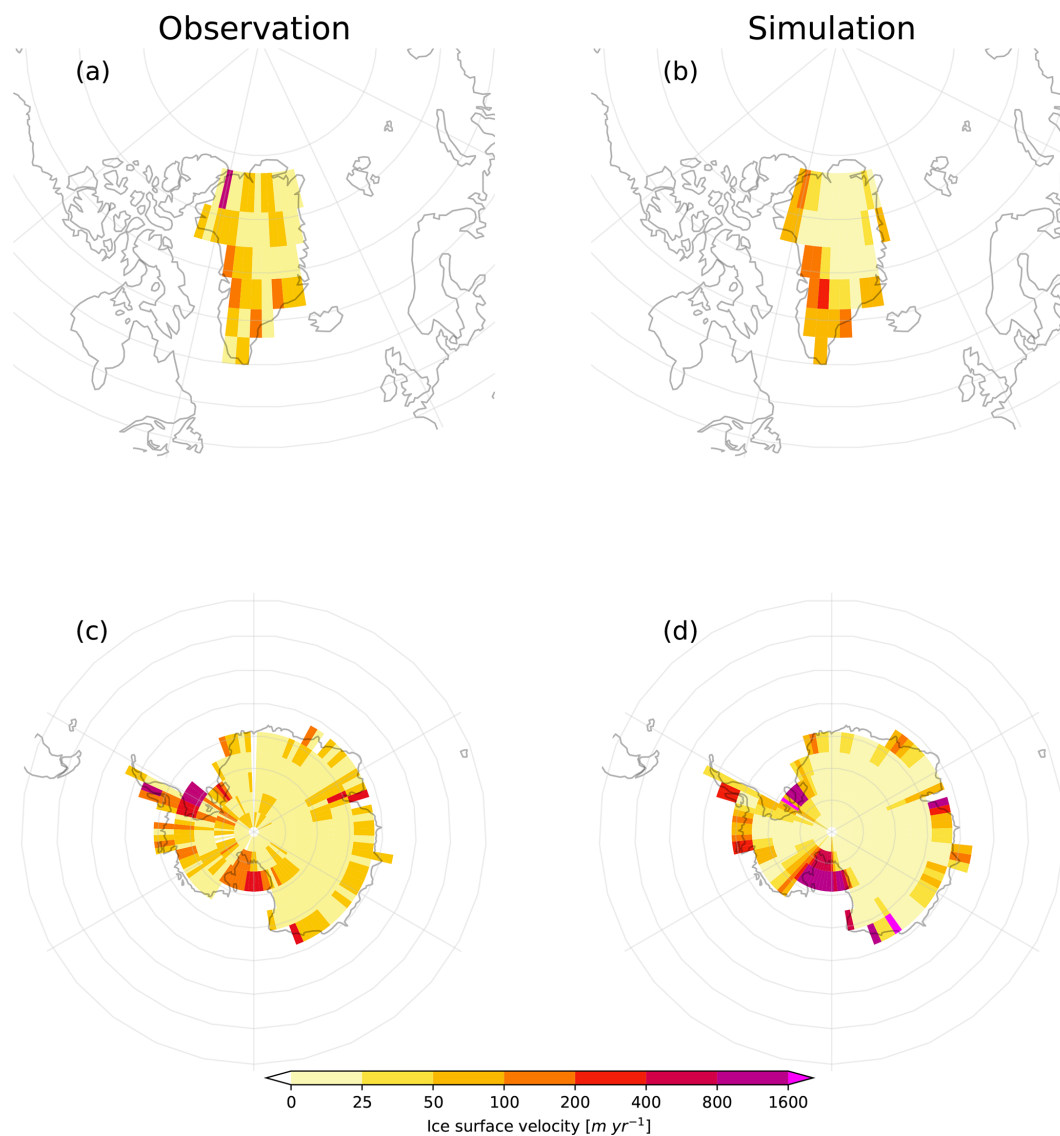 Observation Simulation
(a) (b)
(c) (d)
0 25 50 100 200 400 800 1600
Ice surface velocity [m yr⁻¹]